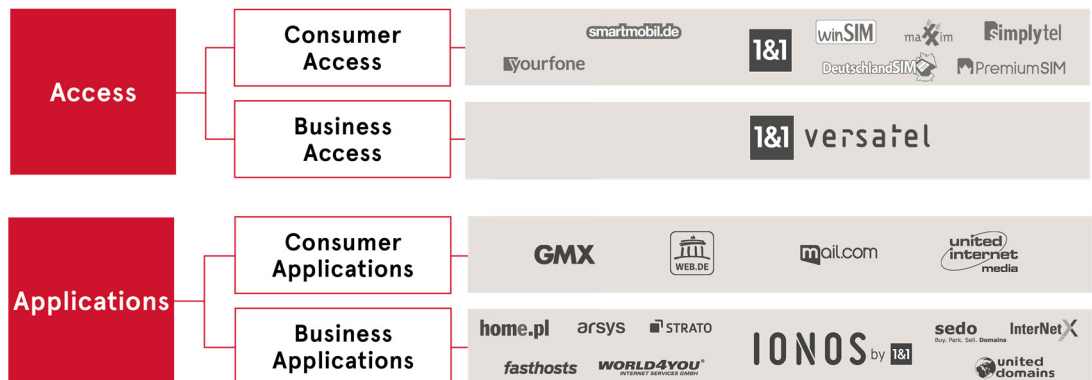 Access
Consumer
Access
smartmobil.de
yourfone
1&1
winSIM
maXXim
simplytel
DeutschlandSIM
PremiumSIM
Business
Access
1&1 versatel
Applications
Consumer
Applications
GMX
WEB.DE
mail.com
united
internet
media
Business
Applications
home.pl
arsys
STRATO
fasthosts
WORLD4YOU®
INTERNET SERVICES GMBH
IONOS by 1&1
sedo
Buy. Park. Sell. Domains
InterNetX
united
domains